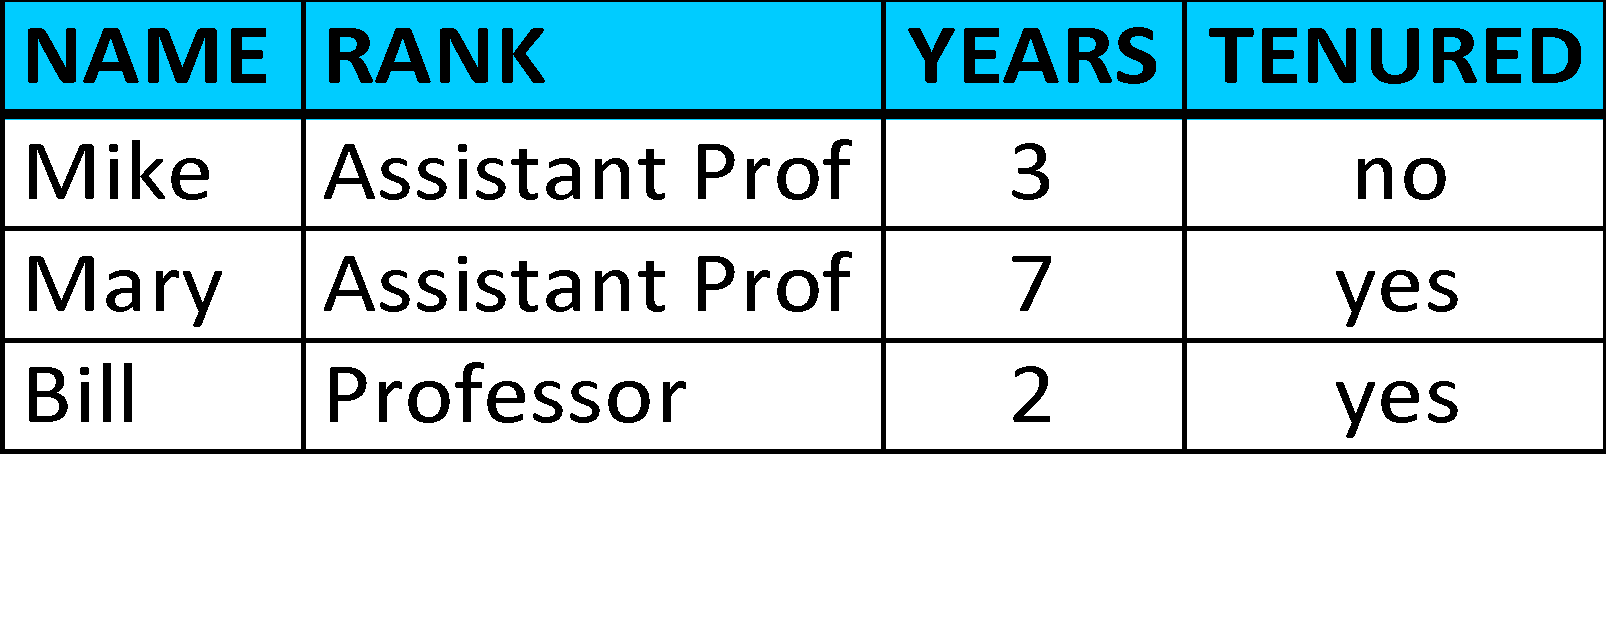 NAME RANK YEARS TENURED
Mike Assistant Prof 3 no
Mary Assistant Prof 7 yes
Bill Professor 2 yes